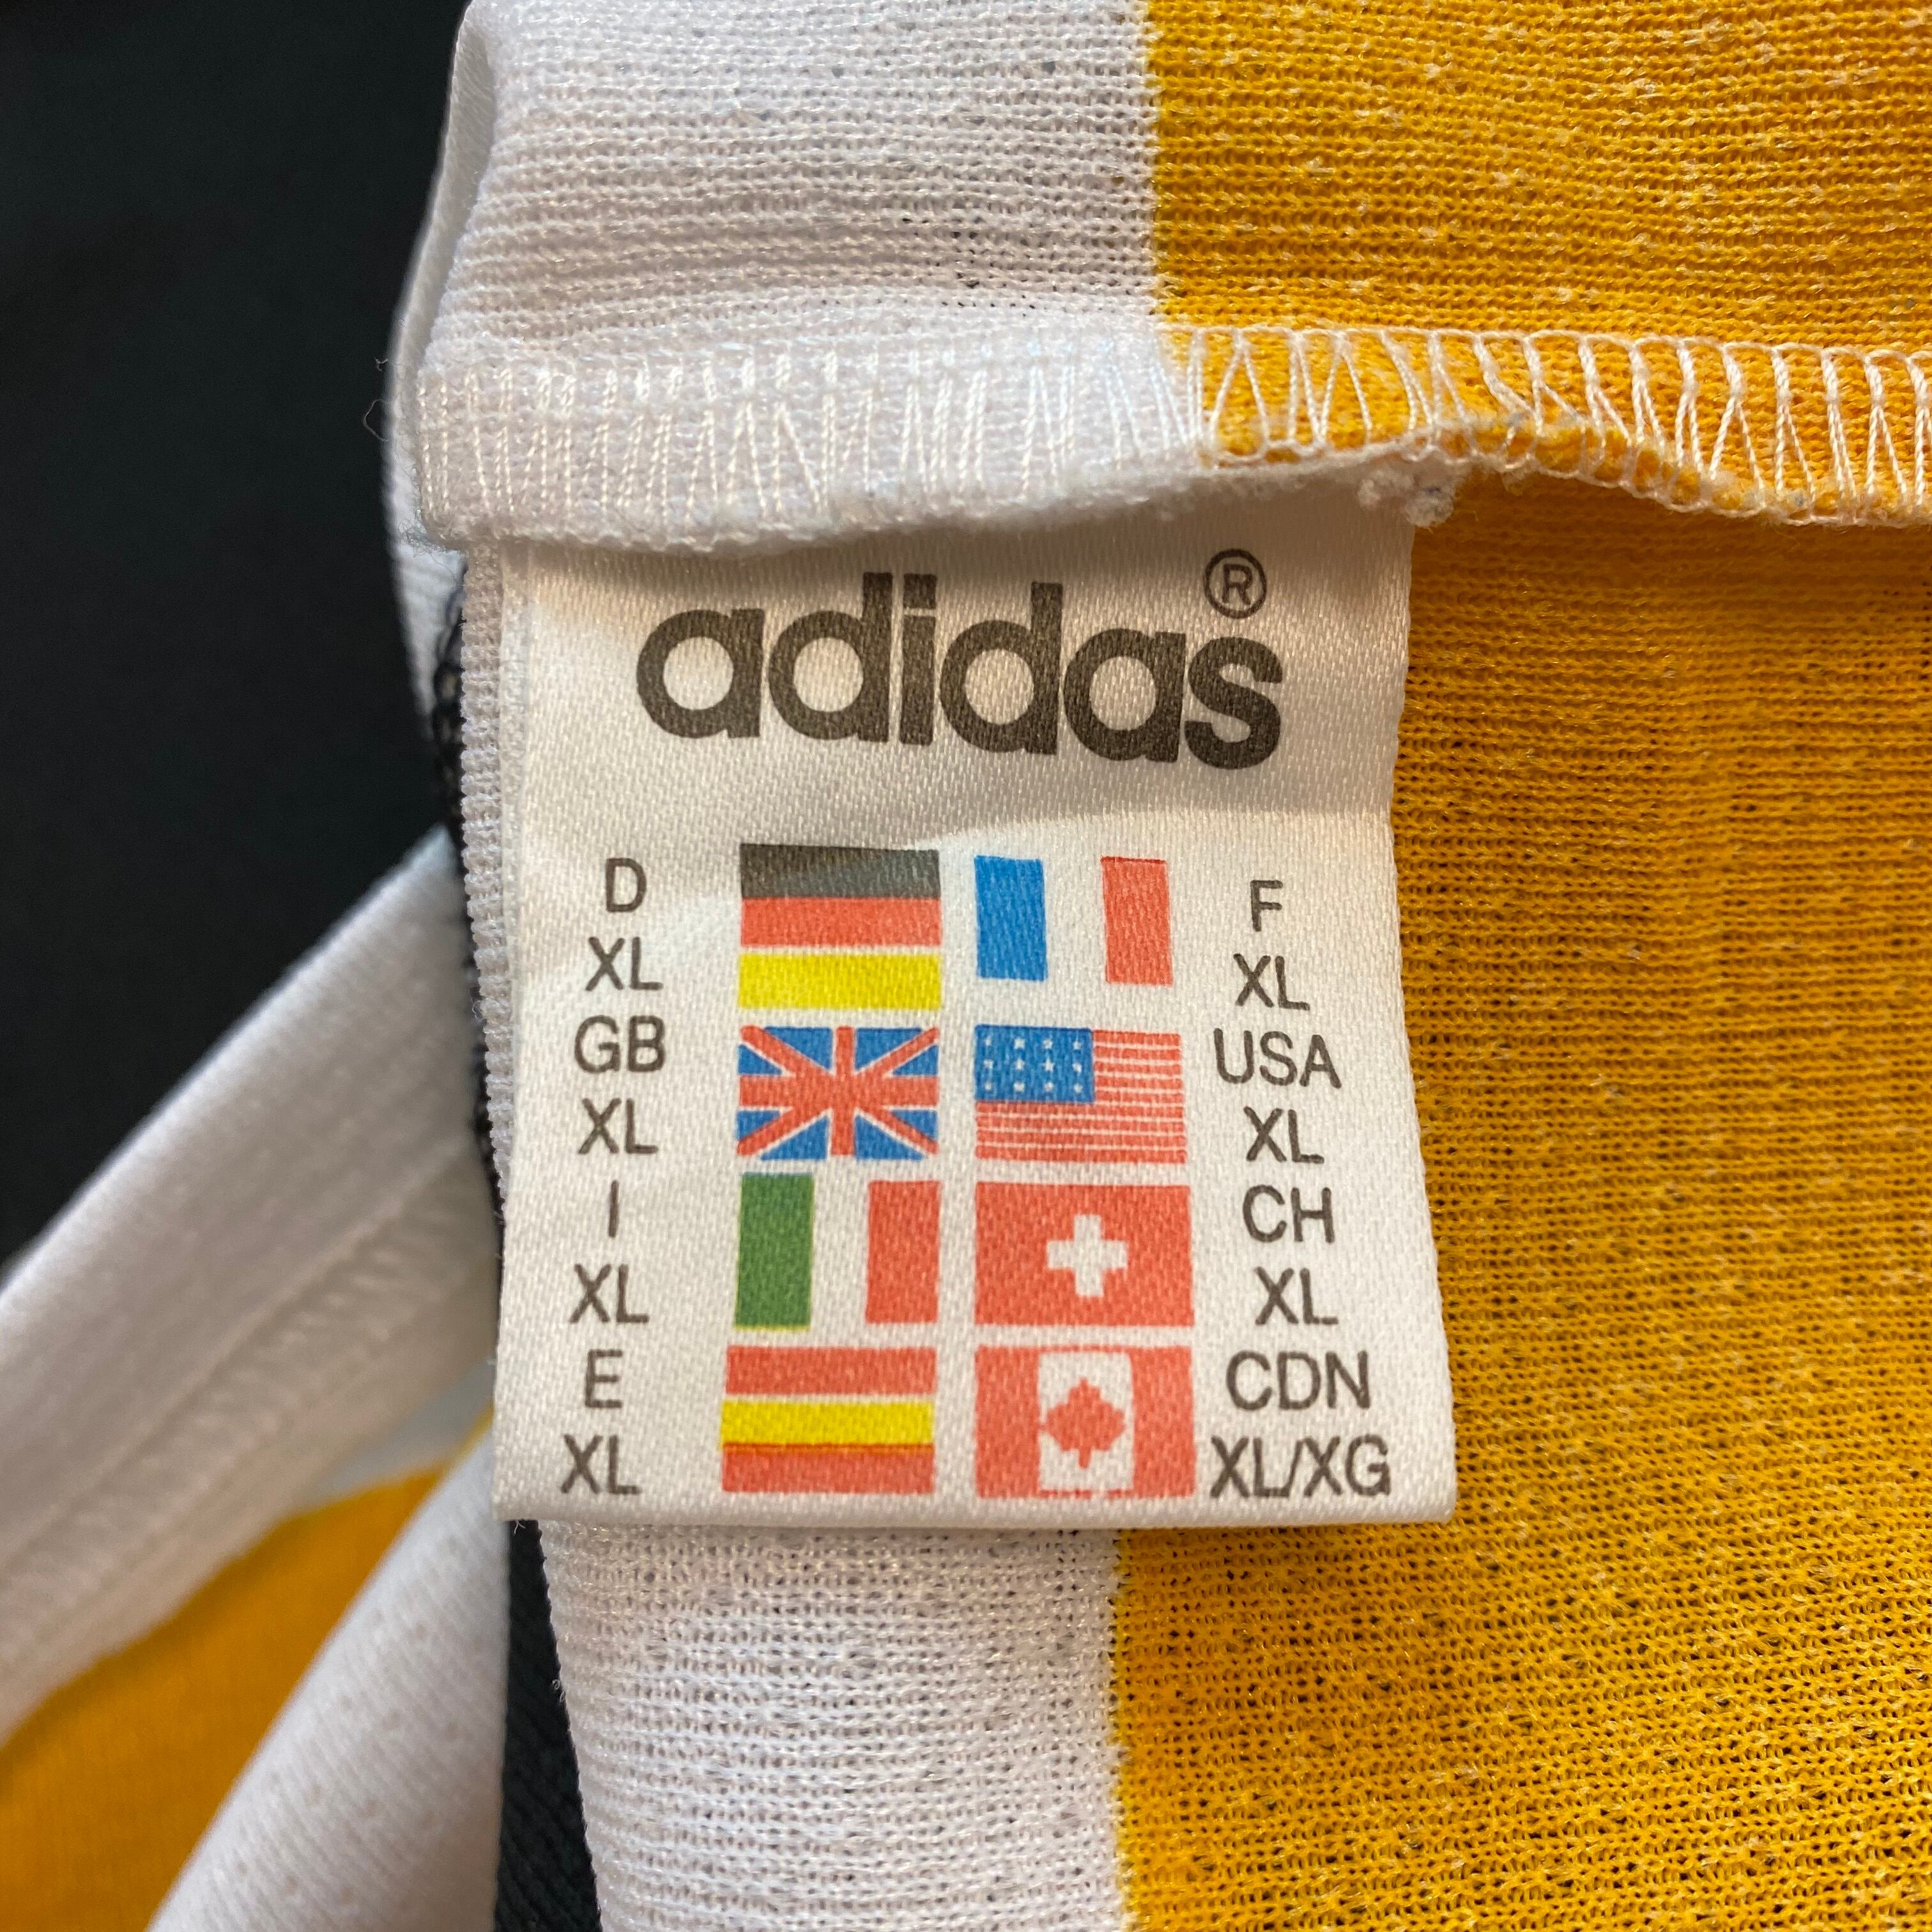 adidas®
D F
XL XL
GB USA
XL XL
I CH
XL XL
E CDN
XL XL/XG